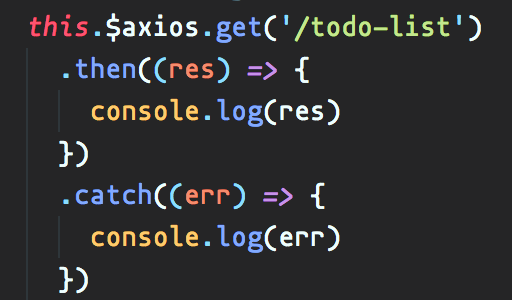 this.$axios.get('/todo-list')
  .then((res) => {
    console.log(res)
  })
  .catch((err) => {
    console.log(err)
  })